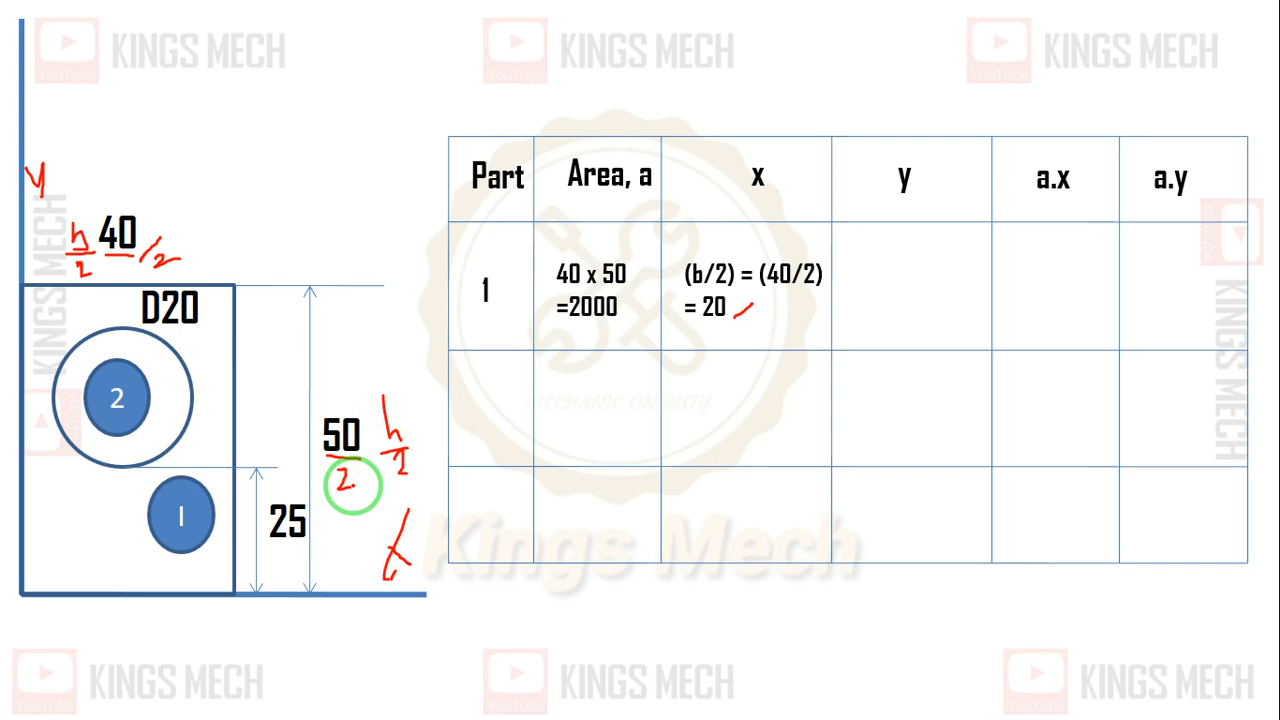 YouTube KINGS MECH
YouTube KINGS MECH
YouTube KINGS MECH
y
h/2 40 /2
D20
2
50/2 h/2
1
25
x
KINGS MECH
KINGS MECH
Part Area, a x y a.x a.y
1
40 x 50
=2000
(b/2) = (40/2)
= 20
MECHANIC ON DUTY
Kings Mech
YouTube KINGS MECH
YouTube KINGS MECH
YouTube KINGS MECH